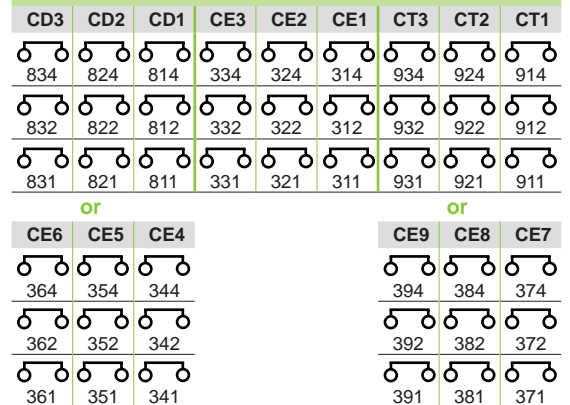 CD3 CD2 CD1 CE3 CE2 CE1 CT3 CT2 CT1
834 824 814 334 324 314 934 924 914
832 822 812 332 322 312 932 922 912
831 821 811 331 321 311 931 921 911
or or
CE6 CE5 CE4 CE9 CE8 CE7
364 354 344 394 384 374
362 352 342 392 382 372
361 351 341 391 381 371